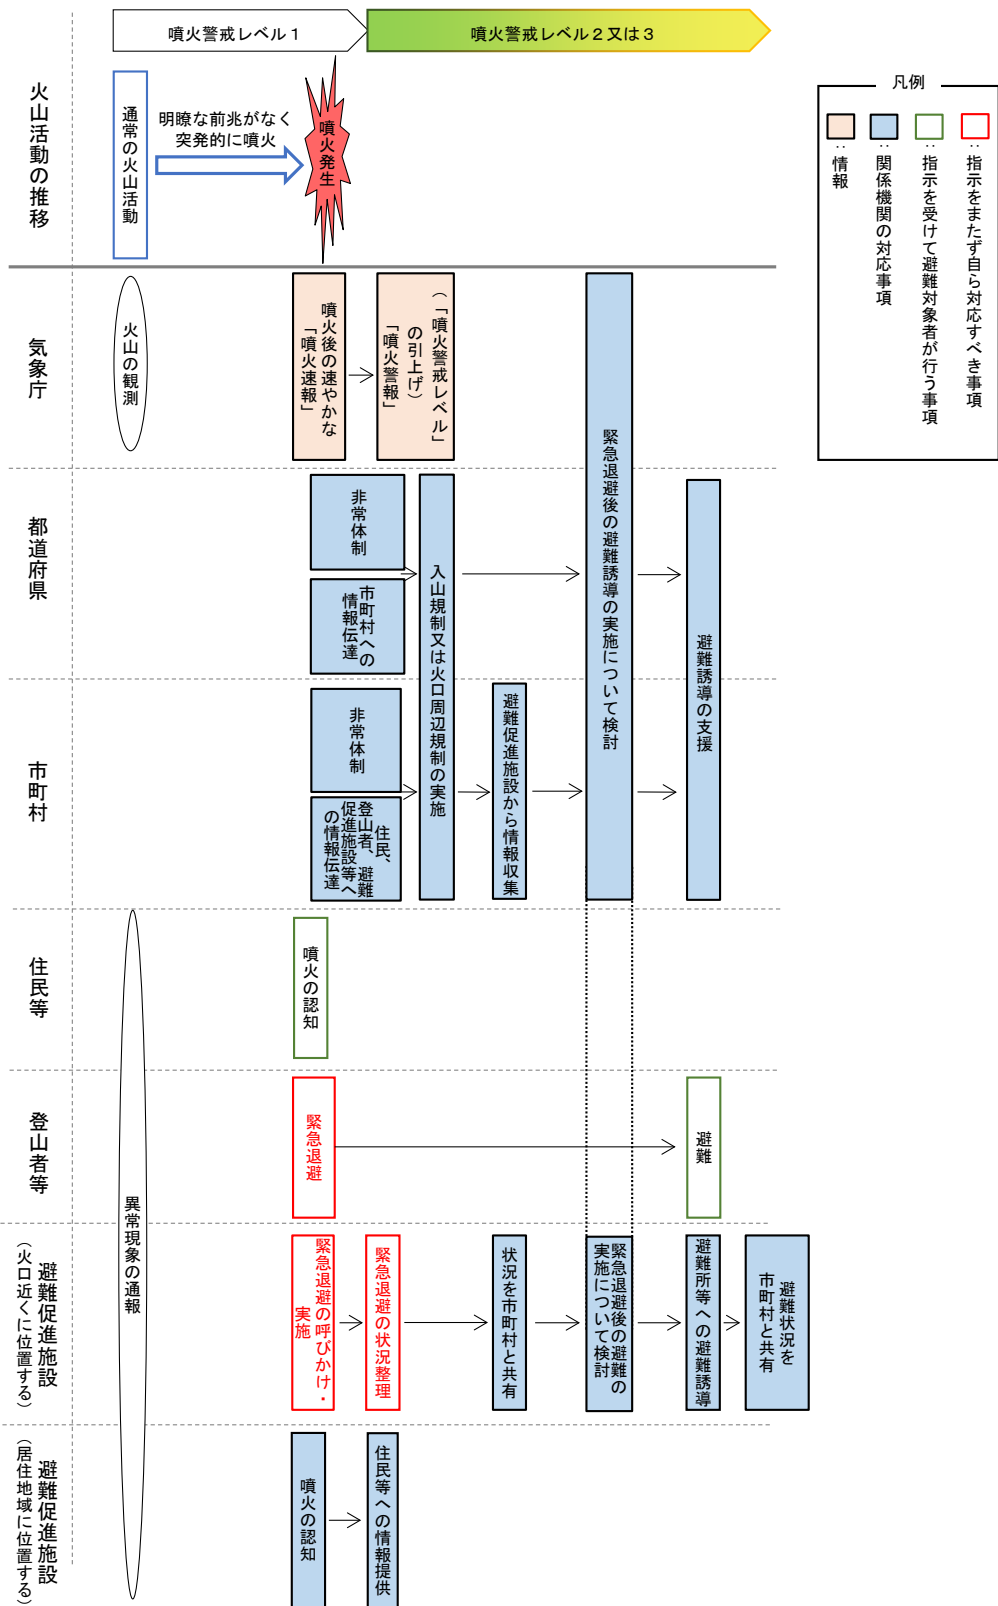 噴火警戒レベル１
噴火警戒レベル２又は３
火山活動の推移
通常の火山活動
明瞭な前兆がなく
突発的に噴火
噴火発生
凡例
：情報
：関係機関の対応事項
：指示を受けて避難対象者が行う事項
：指示をまたず自ら対応すべき事項
気象庁
火山の観測
噴火後の速やかな
「噴火速報」
（「噴火警戒レベル」
の引上げ）
「噴火警報」
都道府県
非常体制
市町村への
情報伝達
入山規制又は火口周辺規制の実施
緊急退避後の避難誘導の実施について検討
避難誘導の支援
市町村
非常体制
住民、
登山者、避難
促進施設等へ
の情報伝達
避難促進施設から情報収集
住民等
異常現象の通報
噴火の認知
登山者等
緊急退避
避難
避難促進施設
（火口近くに位置する）
緊急退避の呼びかけ・
実施
緊急退避の状況整理
状況を市町村と共有
緊急退避後の避難の
実施について検討
避難所等への避難誘導
避難状況を
市町村と共有
避難促進施設
（居住地域に位置する）
噴火の認知
住民等への情報提供